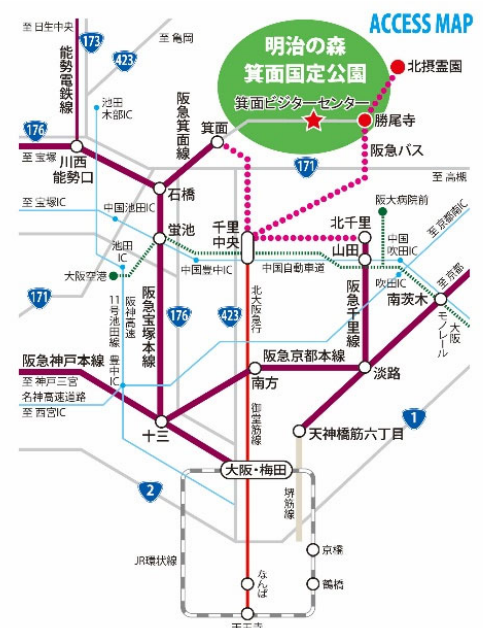 ACCESS MAP
至日生中央
173
423
至亀岡
能勢電鉄線
明治の森
箕面国定公園
北摂霊園
池田
木部IC
箕面ビジターセンター
阪急箕面線
176
箕面
勝尾寺
至宝塚
阪急バス
171
川西
能勢口
至高槻
石橋
至宝塚IC
中国池田IC
阪大病院前
至京都南IC
蛍池
千里
中央
北千里
池田
IC
山田
中国
吹田IC
大阪空港
中国豊中IC
中国自動車道
吹田IC
至京都
南茨木
171
阪神高速
11号池田線
阪急宝塚本線
176
423
北大阪急行
阪急千里線
大阪
モノレール
豊中IC
阪急神戸本線
阪急京都本線
至神戸三宮
名神高速道路
至西宮IC
南方
淡路
御堂筋線
1
十三
天神橋筋六丁目
大阪・梅田
2
堺筋線
JR環状線
京橋
なんば
鶴橋
天王寺